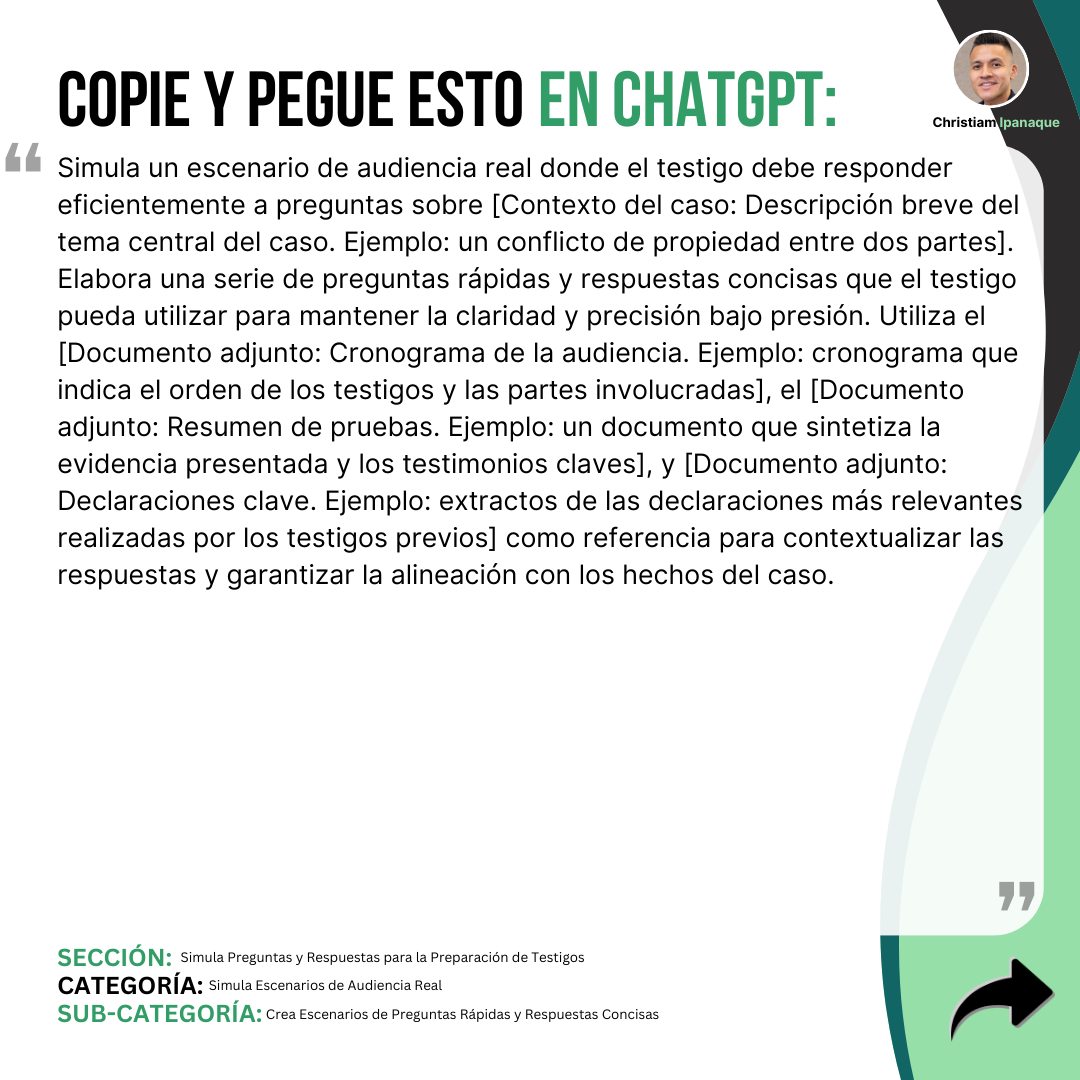 COPIE Y PEGUE ESTO EN CHATGPT:
Christiam Ipanaque
“
Simula un escenario de audiencia real donde el testigo debe responder
eficientemente a preguntas sobre [Contexto del caso: Descripción breve del
tema central del caso. Ejemplo: un conflicto de propiedad entre dos partes].
Elabora una serie de preguntas rápidas y respuestas concisas que el testigo
pueda utilizar para mantener la claridad y precisión bajo presión. Utiliza el
[Documento adjunto: Cronograma de la audiencia. Ejemplo: cronograma que
indica el orden de los testigos y las partes involucradas], el [Documento
adjunto: Resumen de pruebas. Ejemplo: un documento que sintetiza la
evidencia presentada y los testimonios claves], y [Documento adjunto:
Declaraciones clave. Ejemplo: extractos de las declaraciones más relevantes
realizadas por los testigos previos] como referencia para contextualizar las
respuestas y garantizar la alineación con los hechos del caso.
”
SECCIÓN: Simula Preguntas y Respuestas para la Preparación de Testigos
CATEGORÍA: Simula Escenarios de Audiencia Real
SUB-CATEGORÍA: Crea Escenarios de Preguntas Rápidas y Respuestas Concisas